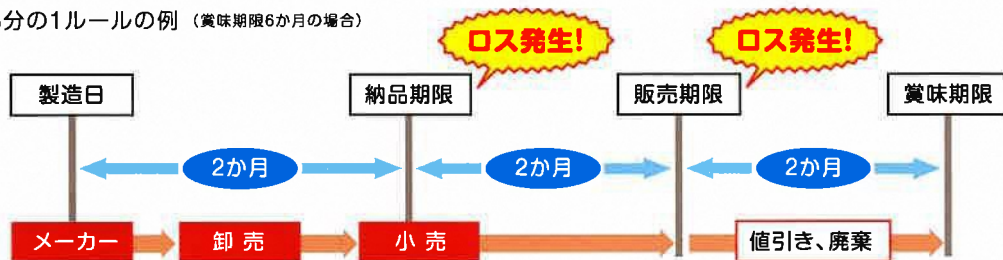 分の1ルールの例 (賞味期限6か月の場合)
ロス発生! ロス発生!
製造日 納品期限 販売期限 賞味期限
2か月 2か月 2か月
メーカー 卸売 小売 値引き、廃棄